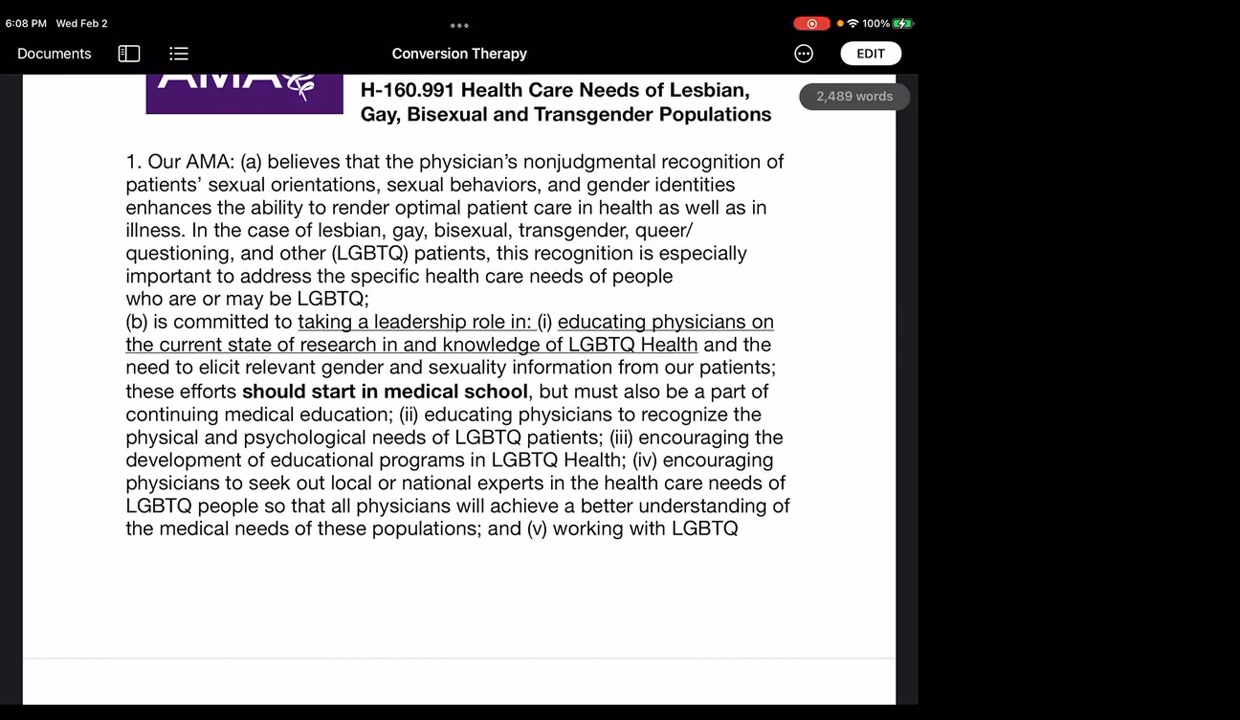 6:08 PM Wed Feb 2
100%
Documents
Conversion Therapy
EDIT
2,489 words
AMA
H-160.991 Health Care Needs of Lesbian,
Gay, Bisexual and Transgender Populations
1. Our AMA: (a) believes that the physician’s nonjudgmental recognition of
patients’ sexual orientations, sexual behaviors, and gender identities
enhances the ability to render optimal patient care in health as well as in
illness. In the case of lesbian, gay, bisexual, transgender, queer/
questioning, and other (LGBTQ) patients, this recognition is especially
important to address the specific health care needs of people
who are or may be LGBTQ;
(b) is committed to taking a leadership role in: (i) educating physicians on
the current state of research in and knowledge of LGBTQ Health and the
need to elicit relevant gender and sexuality information from our patients;
these efforts should start in medical school, but must also be a part of
continuing medical education; (ii) educating physicians to recognize the
physical and psychological needs of LGBTQ patients; (iii) encouraging the
development of educational programs in LGBTQ Health; (iv) encouraging
physicians to seek out local or national experts in the health care needs of
LGBTQ people so that all physicians will achieve a better understanding of
the medical needs of these populations; and (v) working with LGBTQ